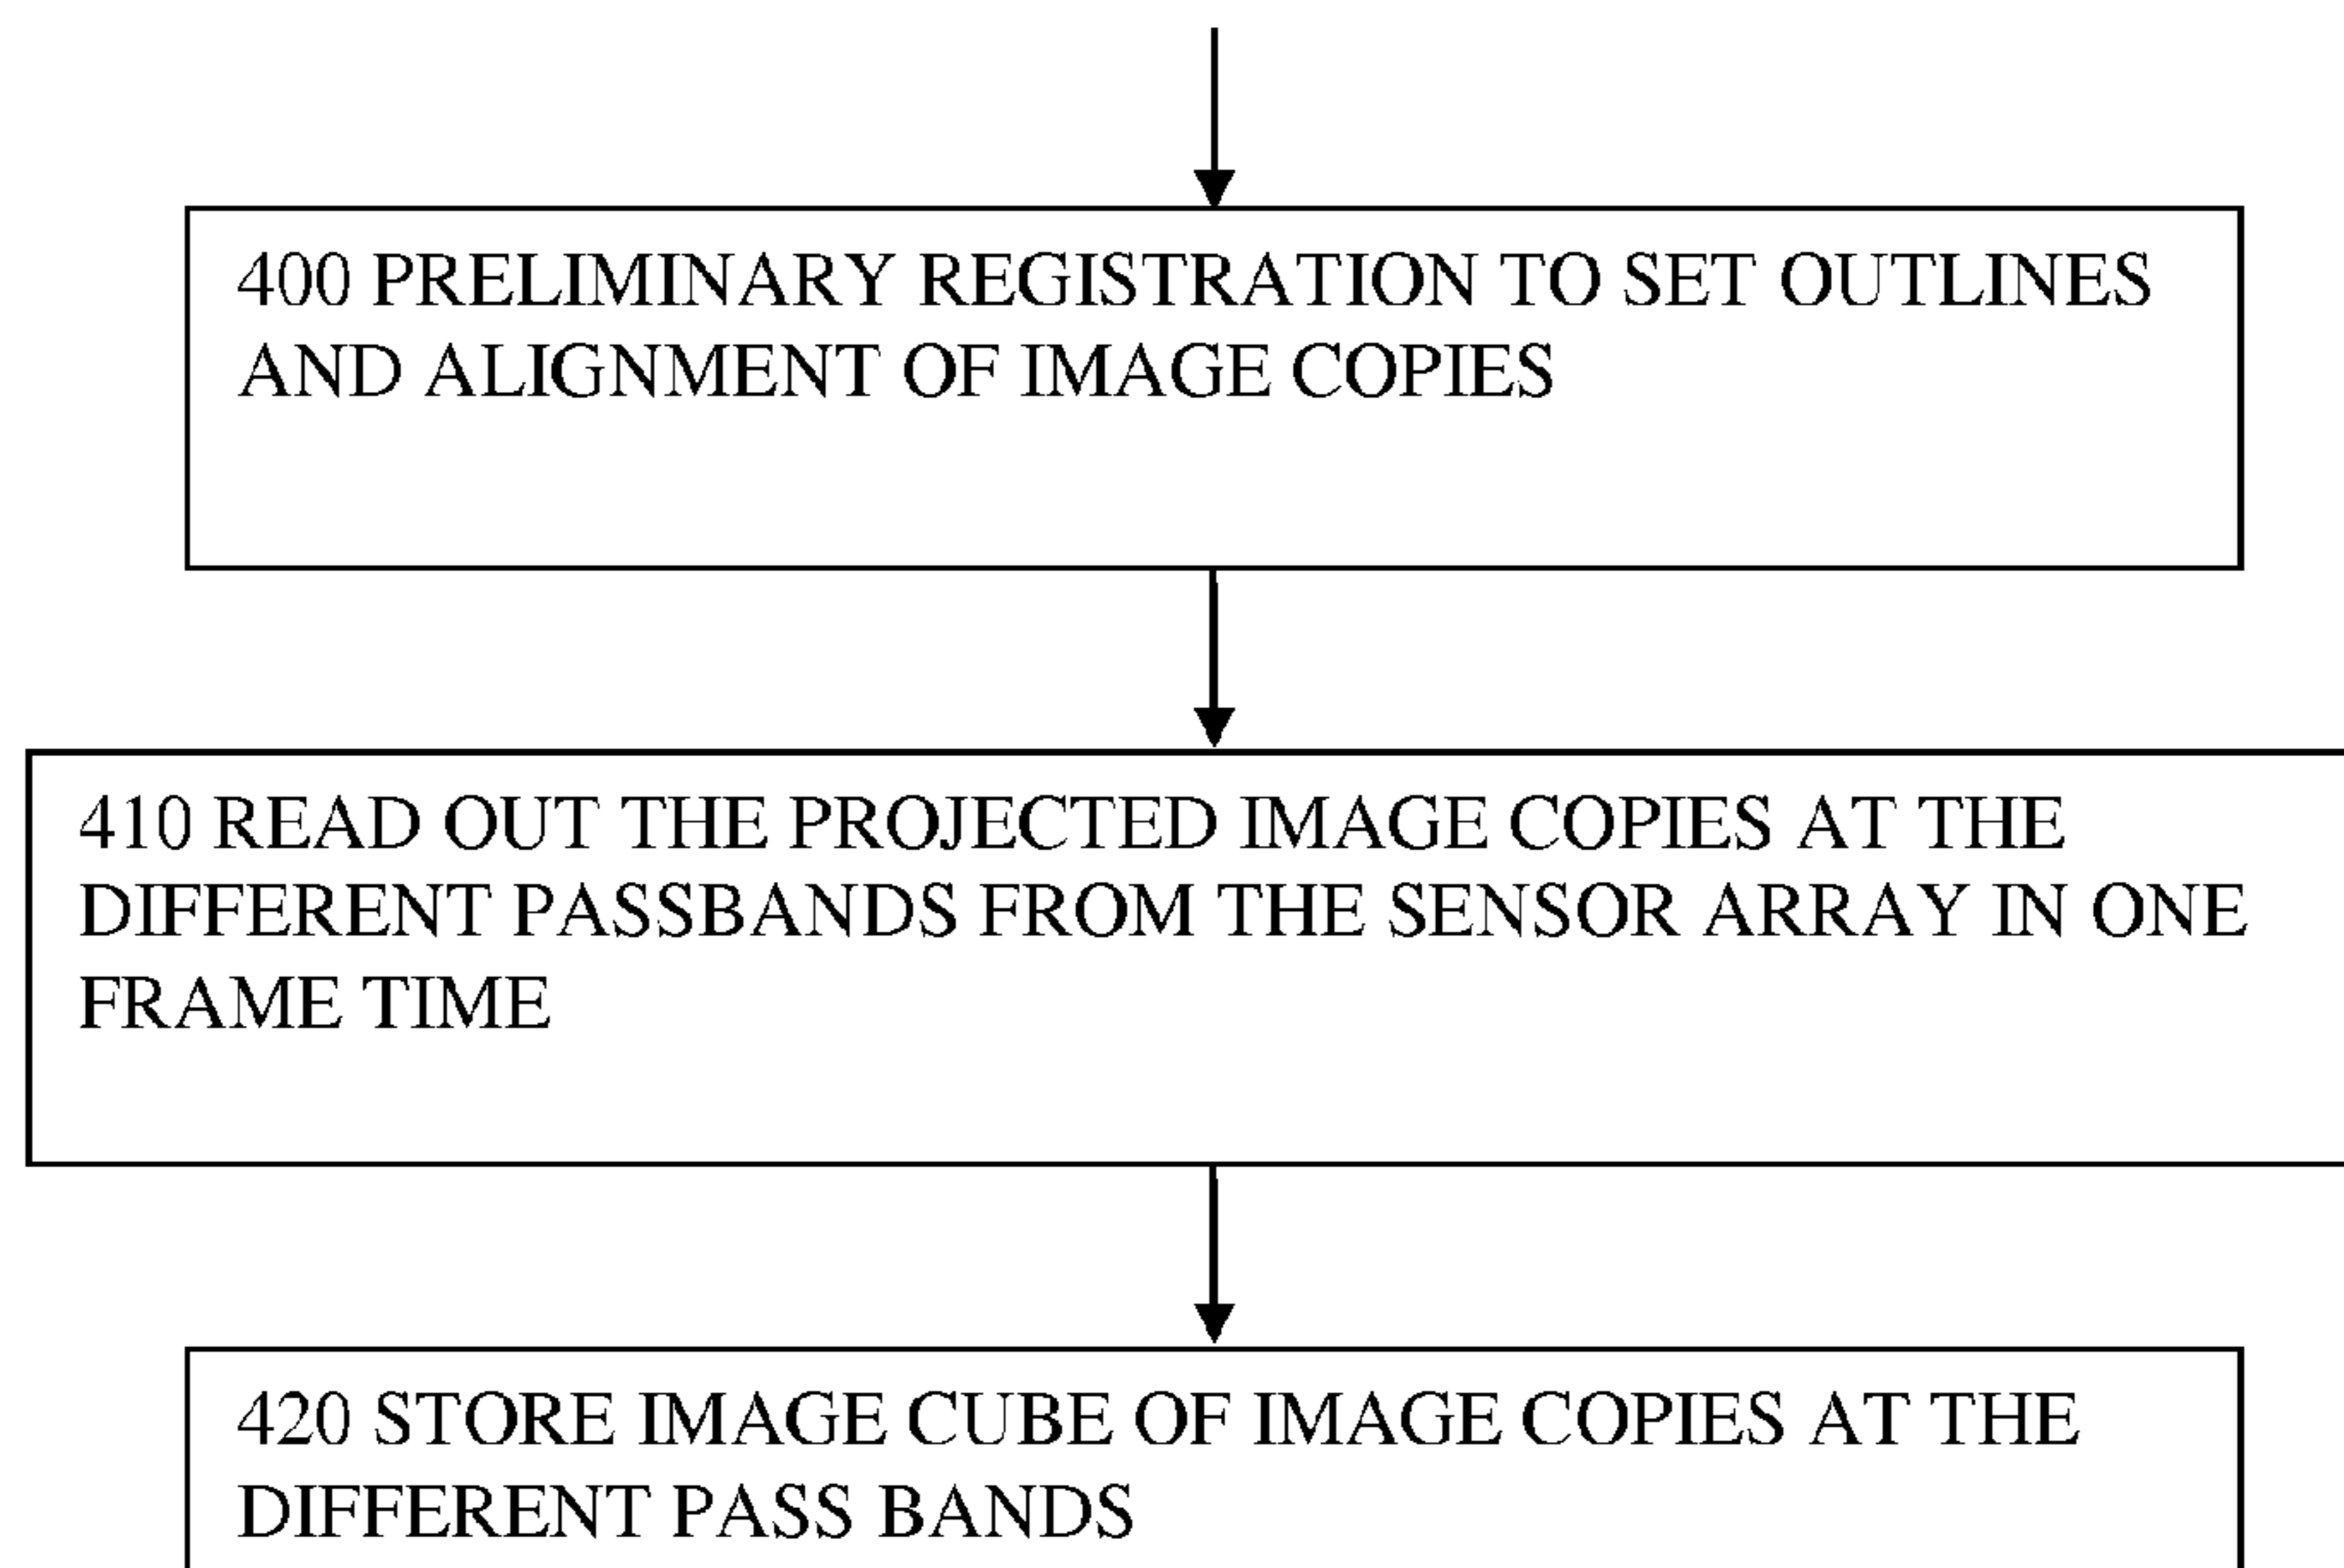 400 PRELIMINARY REGISTRATION TO SET OUTLINES
AND ALIGNMENT OF IMAGE COPIES
410 READ OUT THE PROJECTED IMAGE COPIES AT THE
DIFFERENT PASSBANDS FROM THE SENSOR ARRAY IN ONE
FRAME TIME
420 STORE IMAGE CUBE OF IMAGE COPIES AT THE
DIFFERENT PASS BANDS